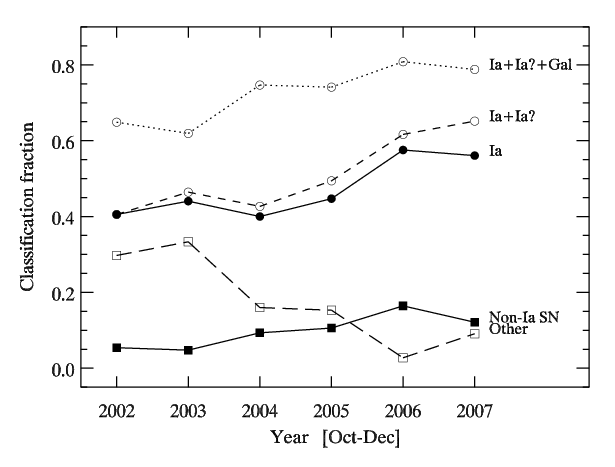 0.8
0.6
0.4
0.2
0.0
Classification fraction
Ia+Ia?+Gal
Ia+Ia?
Ia
Non-Ia SN
Other
2002 2003 2004 2005 2006 2007
Year [Oct-Dec]